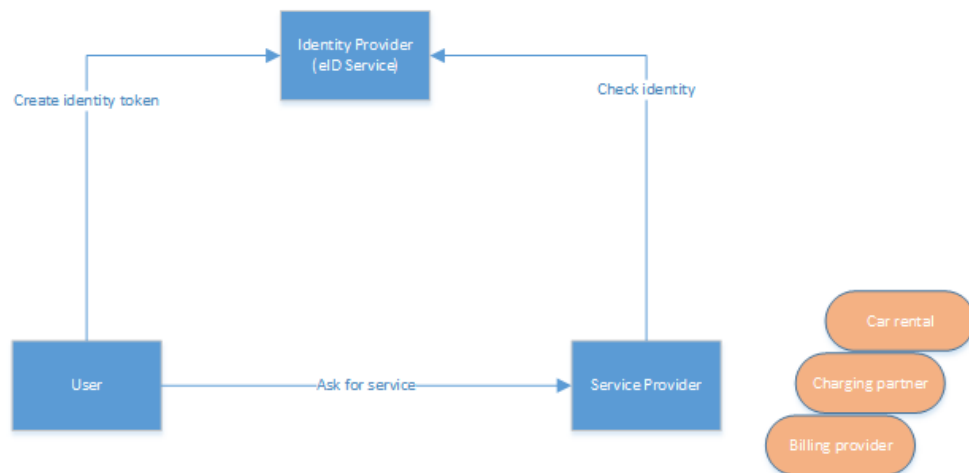 Identity Provider
(eID Service)
Create identity token
Check identity
Car rental
User
Ask for service
Service Provider
Charging partner
Billing provider